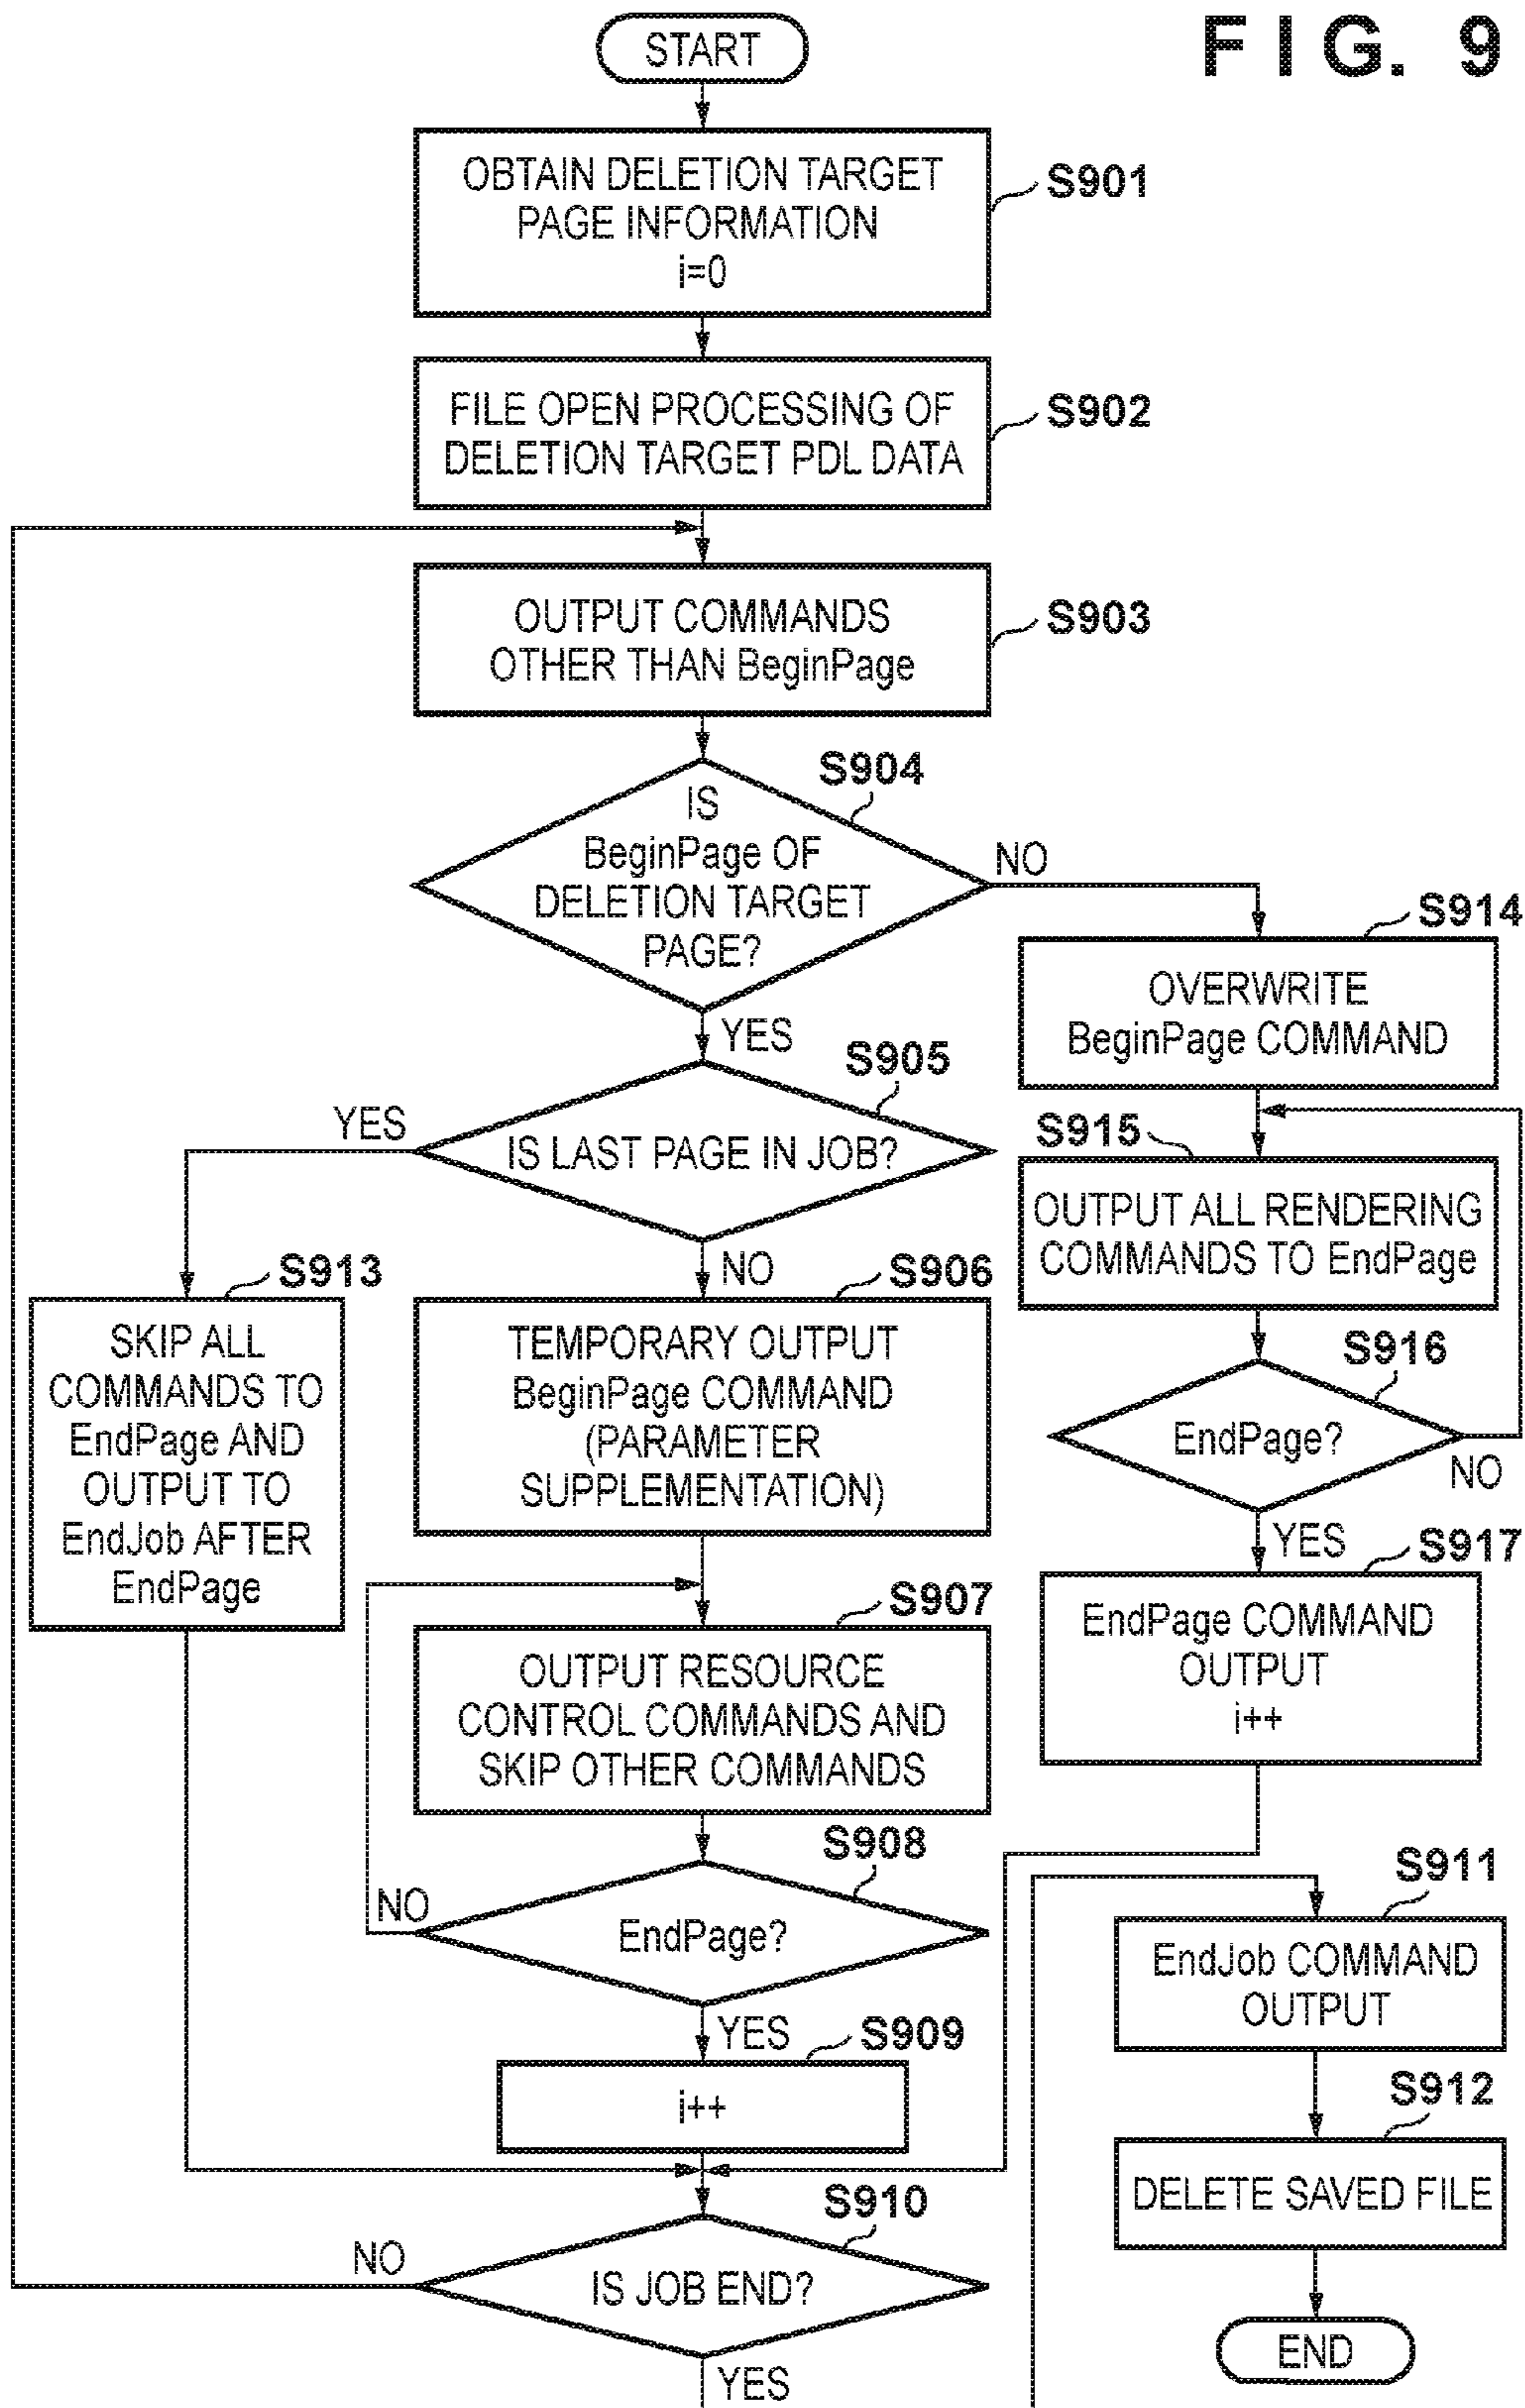 FIG. 9
START
OBTAIN DELETION TARGET
PAGE INFORMATION
i=0
S901
FILE OPEN PROCESSING OF
DELETION TARGET PDL DATA
S902
OUTPUT COMMANDS
OTHER THAN BeginPage
S903
S904
IS
BeginPage OF
DELETION TARGET
PAGE?
NO
YES
S914
OVERWRITE
BeginPage COMMAND
S905
IS LAST PAGE IN JOB?
YES
NO
S915
OUTPUT ALL RENDERING
COMMANDS TO EndPage
S913
SKIP ALL
COMMANDS TO
EndPage AND
OUTPUT TO
EndJob AFTER
EndPage
S906
TEMPORARY OUTPUT
BeginPage COMMAND
(PARAMETER
SUPPLEMENTATION)
S916
EndPage?
NO
YES
S917
EndPage COMMAND
OUTPUT
i++
S907
OUTPUT RESOURCE
CONTROL COMMANDS AND
SKIP OTHER COMMANDS
S908
EndPage?
NO
YES
S909
i++
S910
IS JOB END?
NO
YES
S911
EndJob COMMAND
OUTPUT
S912
DELETE SAVED FILE
END